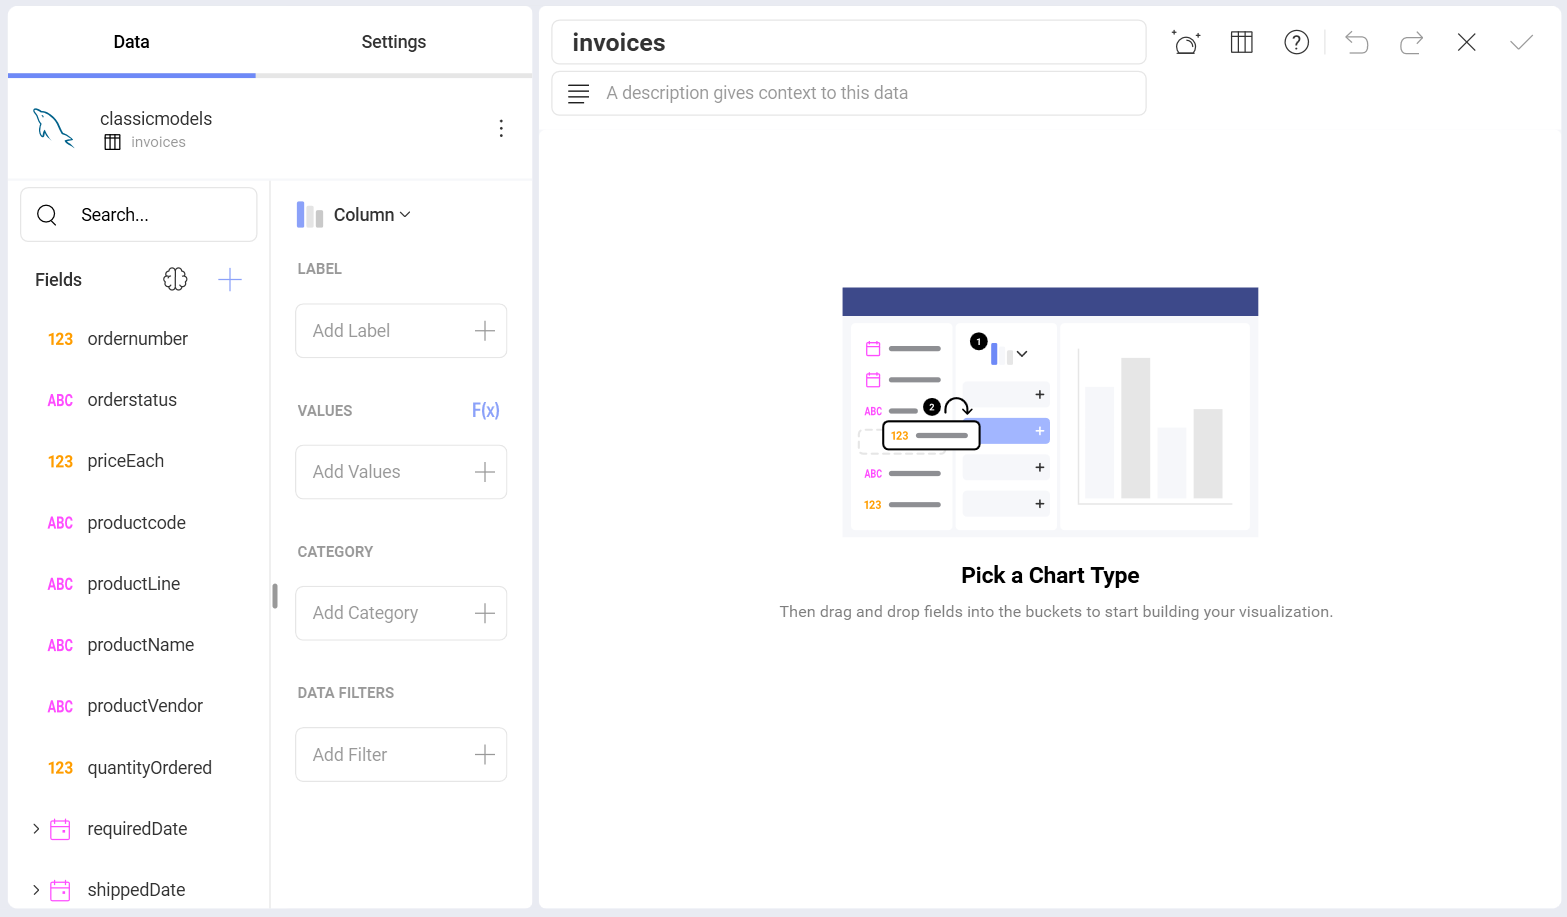 Data
Settings
classicmodels
invoices
Search...
Fields
123 ordernumber
ABC orderstatus
123 priceEach
ABC productcode
ABC productLine
ABC productName
ABC productVendor
123 quantityOrdered
requiredDate
shippedDate
Column
LABEL
Add Label
VALUES F(x)
Add Values
CATEGORY
Add Category
DATA FILTERS
Add Filter
invoices
A description gives context to this data
1
ABC
2
123
ABC
123
Pick a Chart Type
Then drag and drop fields into the buckets to start building your visualization.